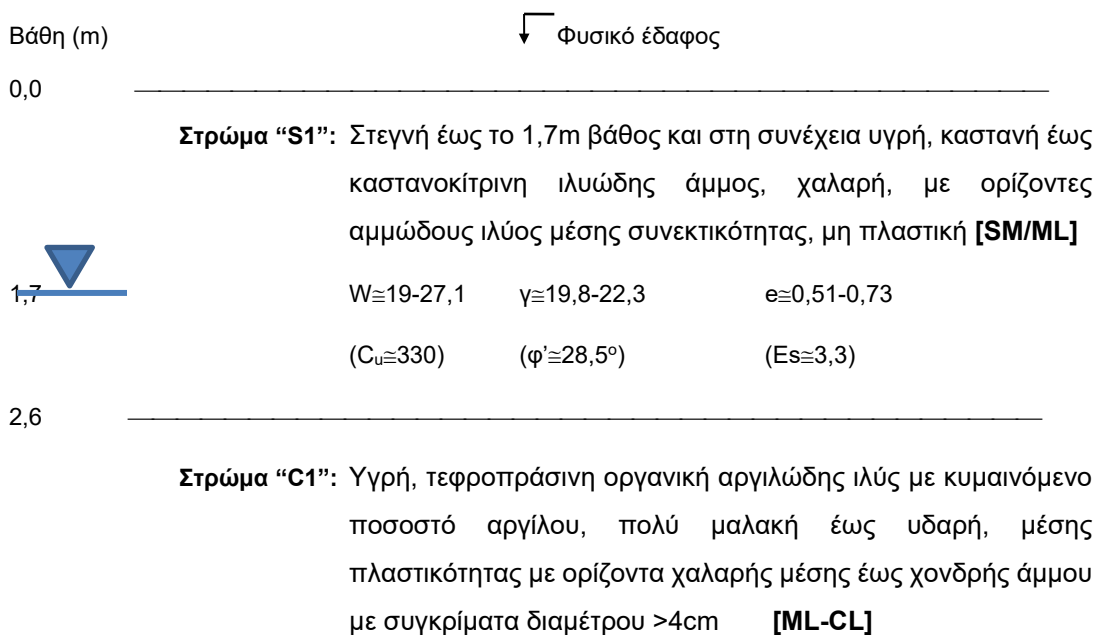 Βάθη (m) Φυσικό έδαφος
0,0
Στρώμα “S1”: Στεγνή έως το 1,7m βάθος και στη συνέχεια υγρή, καστανή έως
καστανοκίτρινη ιλυώδης άμμος, χαλαρή, με ορίζοντες
αμμώδους ιλύος μέσης συνεκτικότητας, μη πλαστική [SM/ML]
1,7 W≅19-27,1 γ≅19,8-22,3 e≅0,51-0,73
(Cu≅330) (φ’≅28,5º) (Es≅3,3)
2,6
Στρώμα “C1”: Υγρή, τεφροπράσινη οργανική αργιλώδης ιλύς με κυμαινόμενο
ποσοστό αργίλου, πολύ μαλακή έως υδαρή, μέσης
πλαστικότητας με ορίζοντα χαλαρής μέσης έως χονδρής άμμου
με συγκρίματα διαμέτρου >4cm [ML-CL]